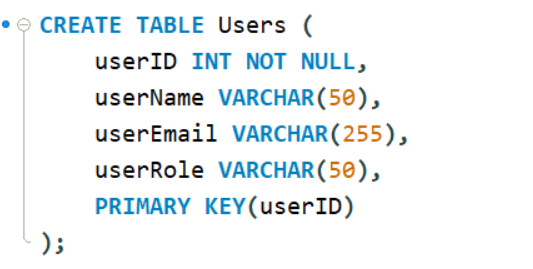 CREATE TABLE Users (
userID INT NOT NULL,
userName VARCHAR(50),
userEmail VARCHAR(255),
userRole VARCHAR(50),
PRIMARY KEY(userID)
);